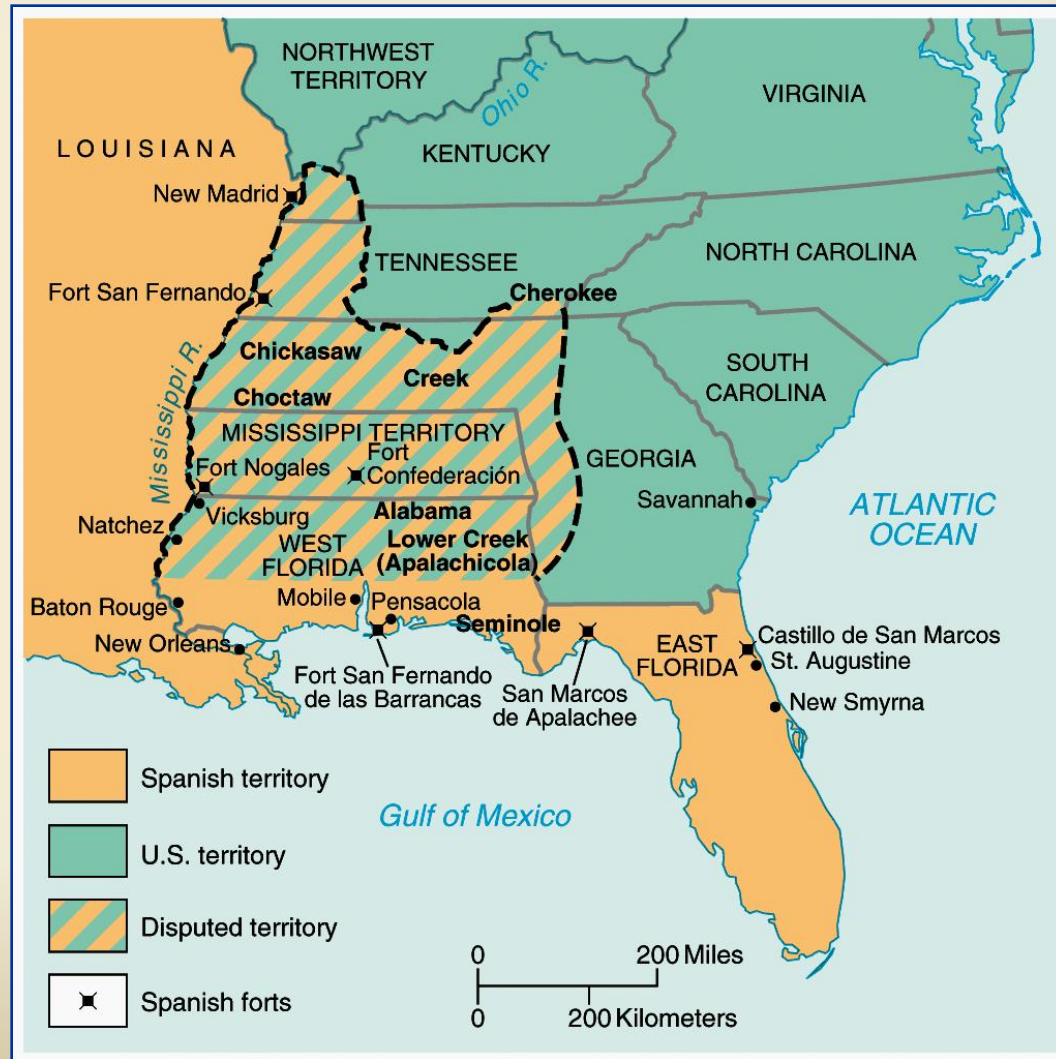 NORTHWEST
TERRITORY
Ohio R.
VIRGINIA
LOUISIANA
KENTUCKY
New Madrid
NORTH CAROLINA
TENNESSEE
Fort San Fernando
Cherokee
Chickasaw
Creek
SOUTH
CAROLINA
Choctaw
Mississippi R.
MISSISSIPPI TERRITORY
Fort Nogales
Fort
Confederación
GEORGIA
Savannah
ATLANTIC
OCEAN
Vicksburg
Natchez
Alabama
WEST
FLORIDA
Lower Creek
(Apalachicola)
Baton Rouge
Mobile
Pensacola
Seminole
New Orleans
EAST
FLORIDA
Castillo de San Marcos
St. Augustine
Fort San Fernando
de las Barrancas
San Marcos
de Apalachee
New Smyrna
Spanish territory
Gulf of Mexico
U.S. territory
Disputed territory
0 200 Miles
Spanish forts
0 200 Kilometers